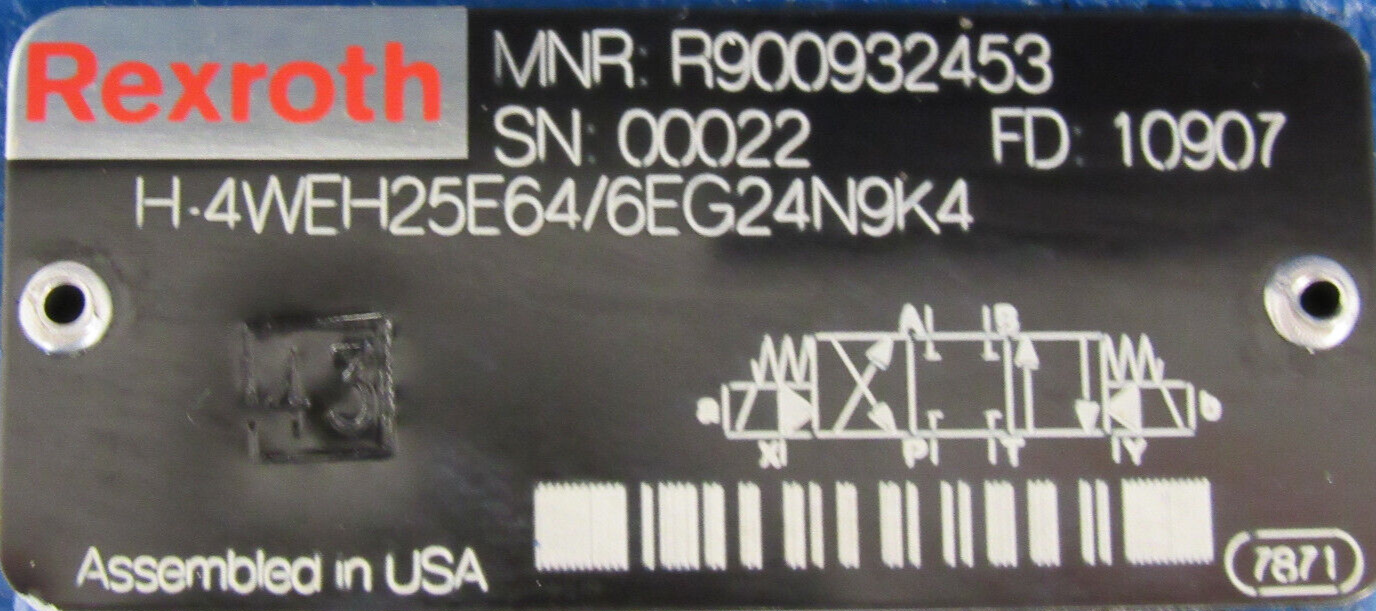 Rexroth
MNR: R900932453
SN: 00022 FD: 10907
H-4WEH25E64/6EG24N9K4
A B
a b
X P T Y
Assembled in USA
7871